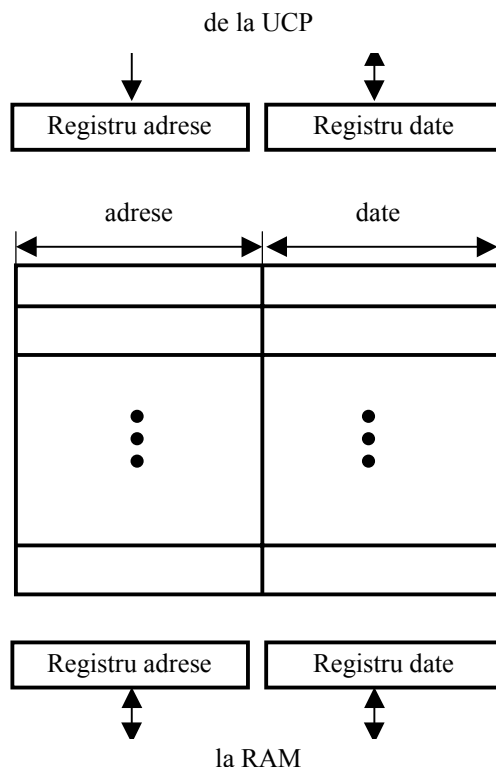 de la UCP
Registru adrese Registru date
adrese date
Registru adrese Registru date
la RAM